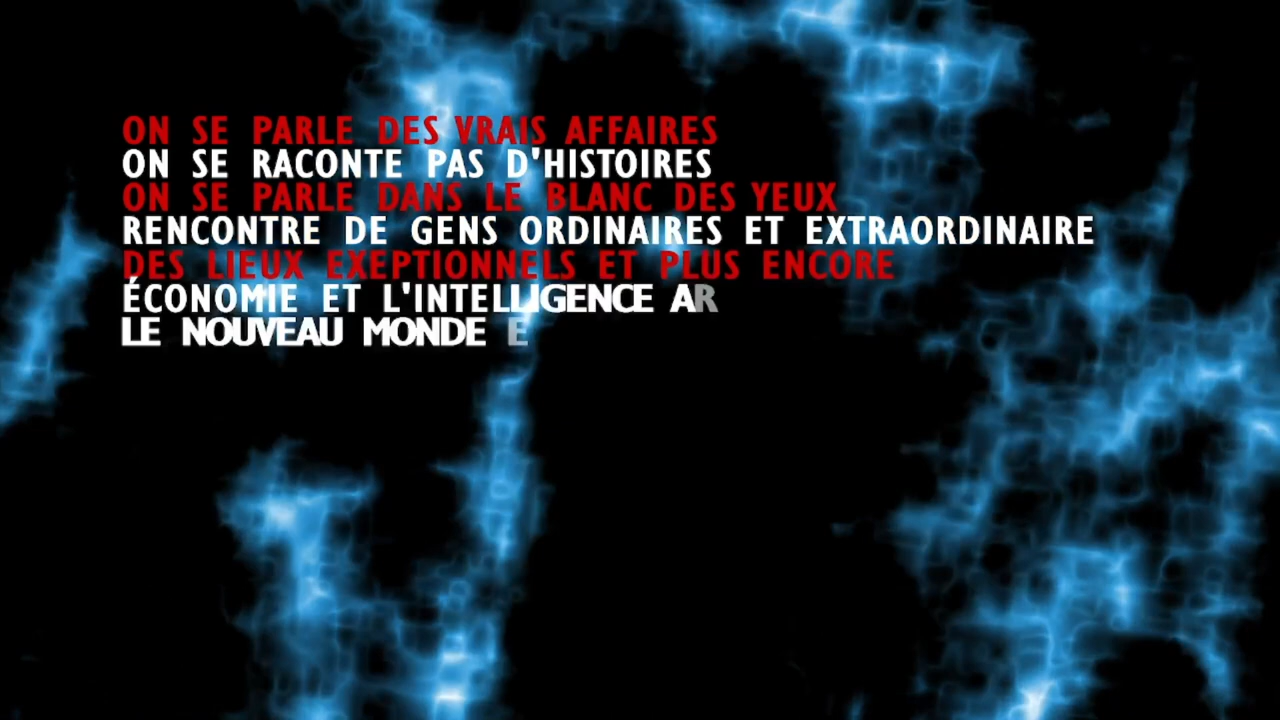 ON SE PARLE DES VRAIS AFFAIRES
ON SE RACONTE PAS D'HISTOIRES
ON SE PARLE DANS LE BLANC DES YEUX
RENCONTRE DE GENS ORDINAIRES ET EXTRAORDINAIRE
DES LIEUX EXEPTIONNELS ET PLUS ENCORE
ÉCONOMIE ET L'INTELLIGENCE AR
LE NOUVEAU MONDE E